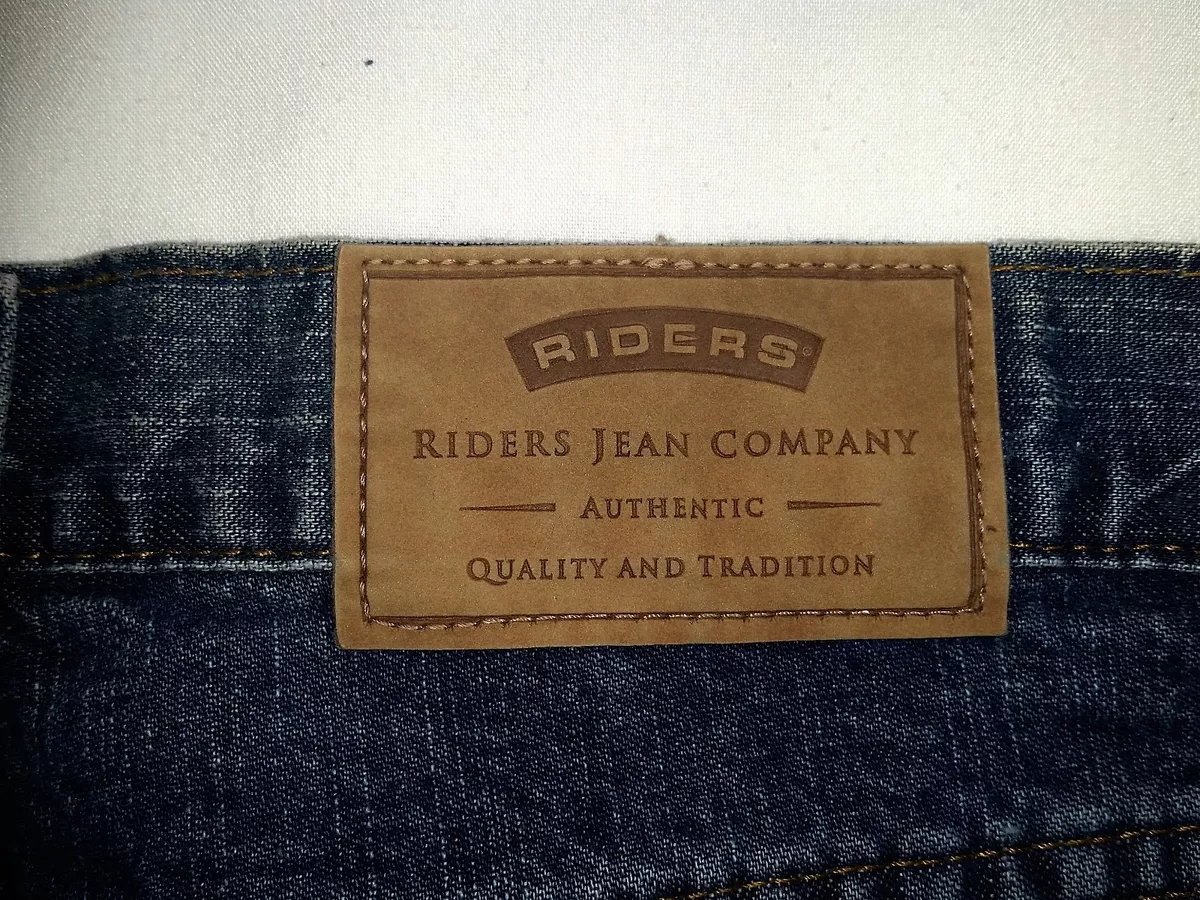 RIDERS®
RIDERS JEAN COMPANY
AUTHENTIC
QUALITY AND TRADITION